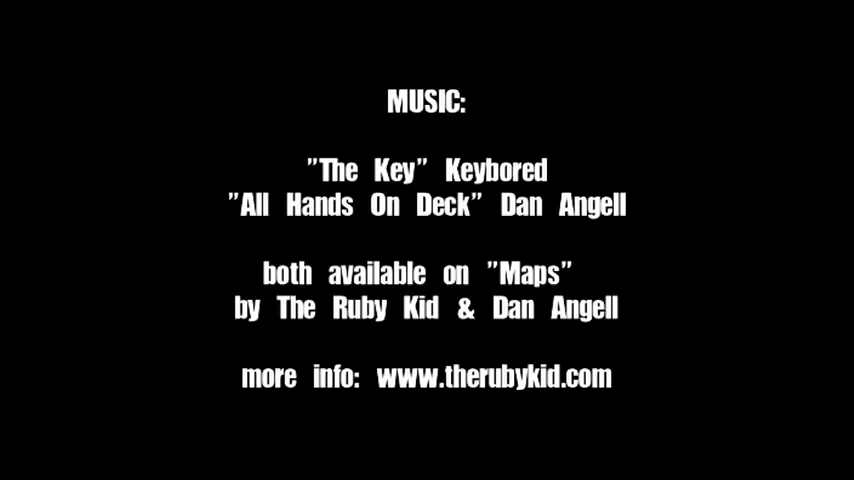 MUSIC:
"The Key" Keybored
"All Hands On Deck" Dan Angell
both available on "Maps"
by The Ruby Kid & Dan Angell
more info: www.therubykid.com